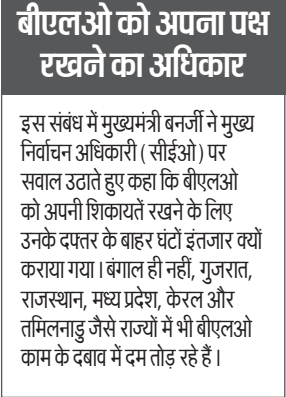 बीएलओ को अपना पक्ष
रखने का अधिकार
इस संबंध में मुख्यमंत्री बनर्जी ने मुख्य
निर्वाचन अधिकारी ( सीईओ ) पर
सवाल उठाते हुए कहा कि बीएलओ
को अपनी शिकायतें रखने के लिए
उनके दफ्तर के बाहर घंटों इंतजार क्यों
कराया गया । बंगाल ही नहीं, गुजरात,
राजस्थान, मध्य प्रदेश, केरल और
तमिलनाडु जैसे राज्यों में भी बीएलओ
काम के दबाव में दम तोड़ रहे हैं ।